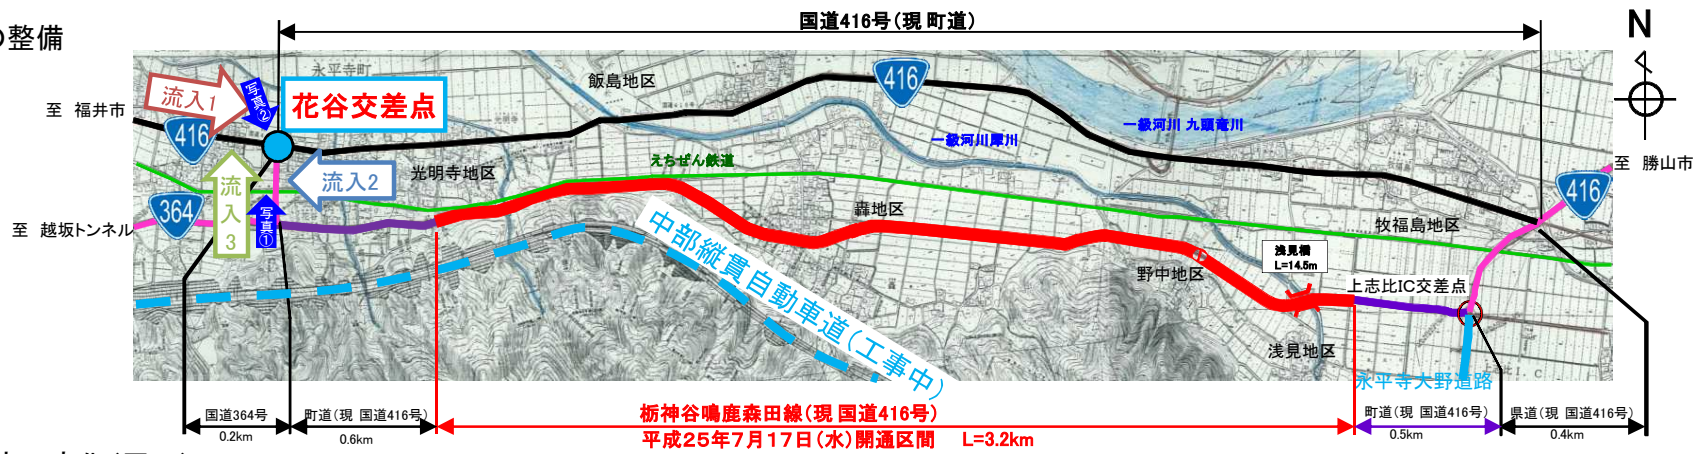 の整備
国道416号(現 町道)
N
永平寺町
飯島地区
416
流入1
写真②
花谷交差点
至 福井市
416
一級河川 九頭竜川
一級河川犀川
えちぜん鉄道
光明寺地区
流入2
流入3
写真①
至 勝山市
416
364
至 越坂トンネル
轟地区
牧福島地区
中部縦貫自動車道(工事中)
浅見橋
L=14.5m
野中地区
上志比IC交差点
浅見地区
永平寺大野道路
国道364号
0.2km
町道(現 国道416号)
0.6km
栃神谷鳴鹿森田線(現 国道416号)
平成25年7月17日(水)開通区間 L=3.2km
町道(現 国道416号)
0.5km
県道(現 国道416号)
0.4km